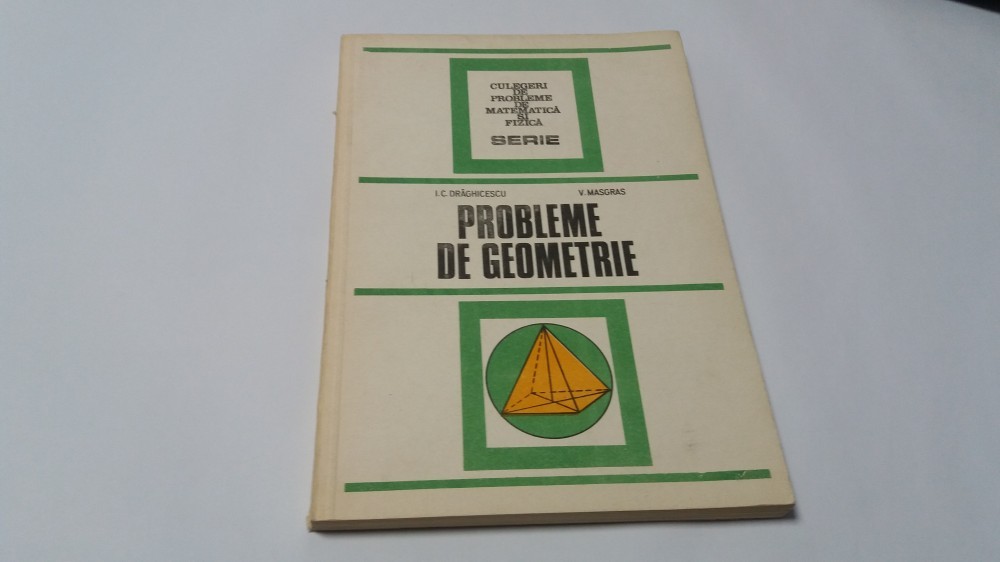 CULEGERI
DE
PROBLEME
DE
MATEMATICĂ
ȘI
FIZICĂ
SERIE
I.C. DRĂGHICESCU V. MASGRAS
PROBLEME
DE GEOMETRIE